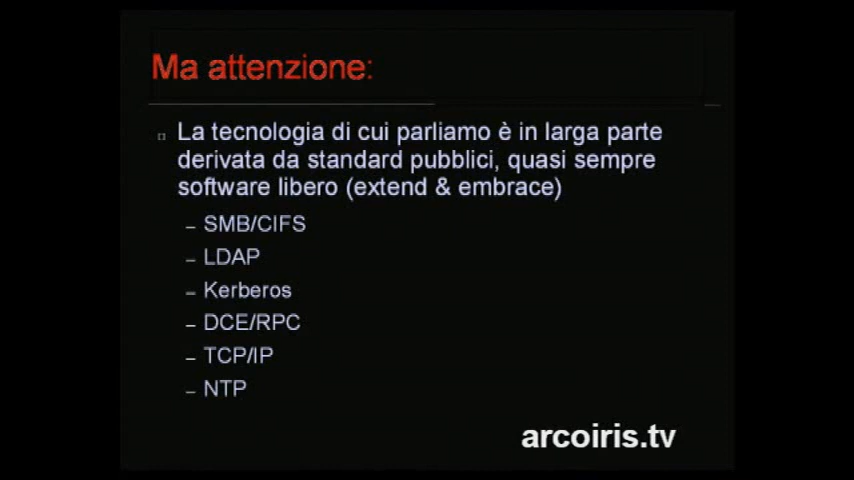 Ma attenzione:
La tecnologia di cui parliamo è in larga parte
derivata da standard pubblici, quasi sempre
software libero (extend & embrace)
– SMB/CIFS
– LDAP
– Kerberos
– DCE/RPC
– TCP/IP
– NTP
arcoiris.tv